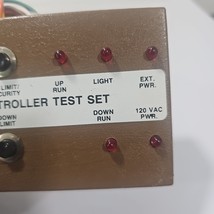 LIMIT UP LIGHT EXT.
CURITY RUN PWR.
TROLLER TEST SET
DOWN DOWN 120 VAC
LIMIT RUN PWR.